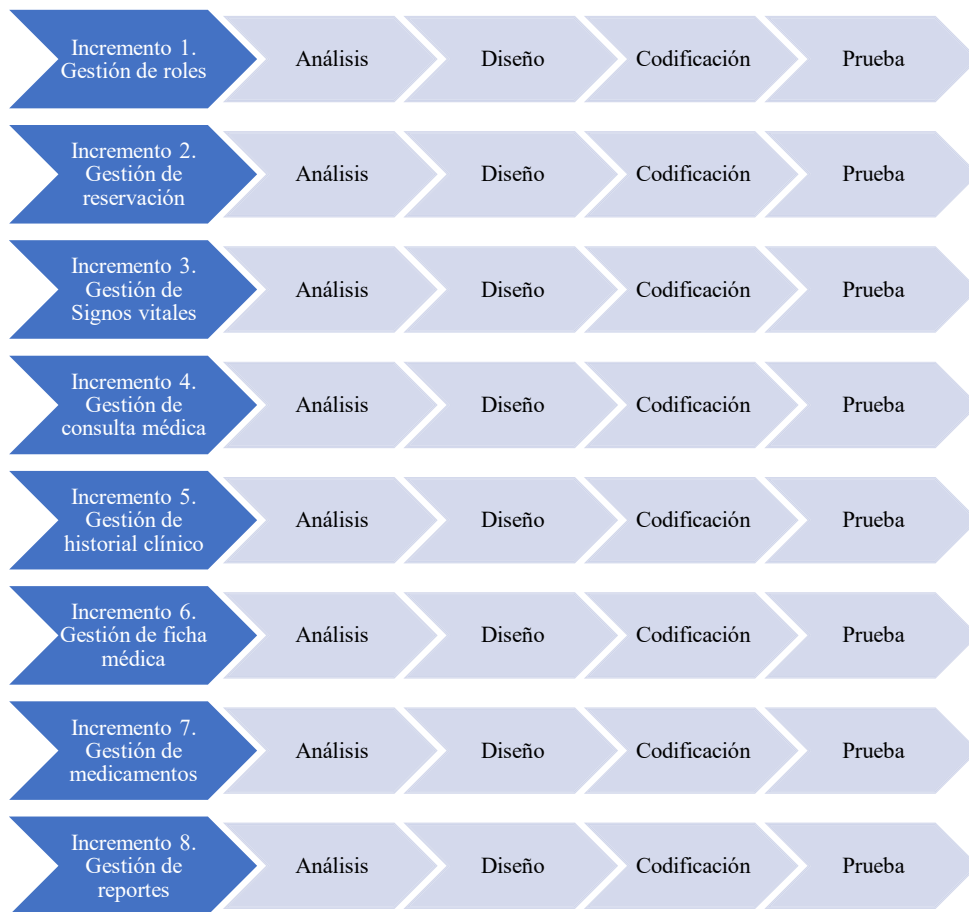 Incremento 1.
Gestión de roles
Análisis
Diseño
Codificación
Prueba
Incremento 2.
Gestión de
reservación
Análisis
Diseño
Codificación
Prueba
Incremento 3.
Gestión de
Signos vitales
Análisis
Diseño
Codificación
Prueba
Incremento 4.
Gestión de
consulta médica
Análisis
Diseño
Codificación
Prueba
Incremento 5.
Gestión de
historial clínico
Análisis
Diseño
Codificación
Prueba
Incremento 6.
Gestión de ficha
médica
Análisis
Diseño
Codificación
Prueba
Incremento 7.
Gestión de
medicamentos
Análisis
Diseño
Codificación
Prueba
Incremento 8.
Gestión de
reportes
Análisis
Diseño
Codificación
Prueba